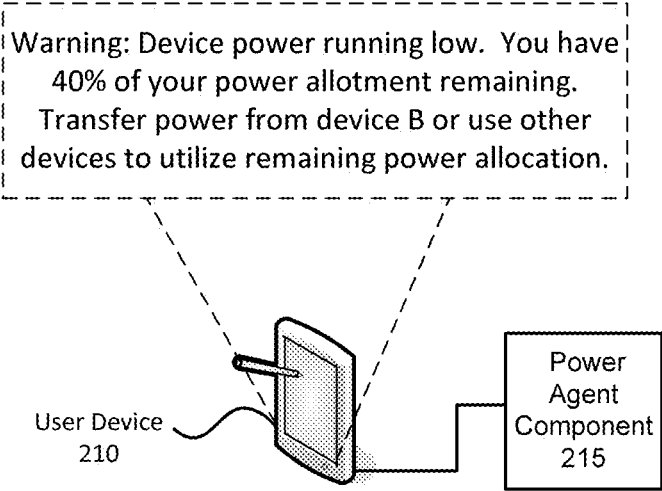 Warning: Device power running low. You have
40% of your power allotment remaining.
Transfer power from device B or use other
devices to utilize remaining power allocation.
User Device
210
Power
Agent
Component
215